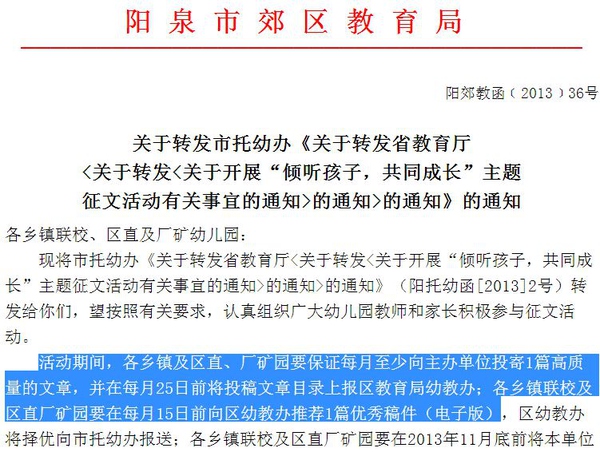 阳泉市郊区教育局
阳郊教函﹝2013﹞36号
关于转发市托幼办《关于转发省教育厅
<关于转发<关于开展“倾听孩子，共同成长”主题
征文活动有关事宜的通知>的通知>的通知》的通知
各乡镇联校、区直及厂矿幼儿园：
现将市托幼办《关于转发省教育厅<关于转发<关于开展“倾听孩子，共同成
长”主题征文活动有关事宜的通知>的通知>的通知》（阳托幼函[2013]2号）转
发给你们，望按照有关要求，认真组织广大幼儿园教师和家长积极参与征文活
动。
活动期间，各乡镇及区直、厂矿园要保证每月至少向主办单位投寄1篇高质
量的文章，并在每月25日前将投稿文章目录上报区教育局幼教办；各乡镇联校及
区直厂矿园要在每月15日前向区幼教办推荐1篇优秀稿件（电子版），区幼教办
将择优向市托幼办报送；各乡镇联校及区直厂矿园要在2013年11月底前将本单位